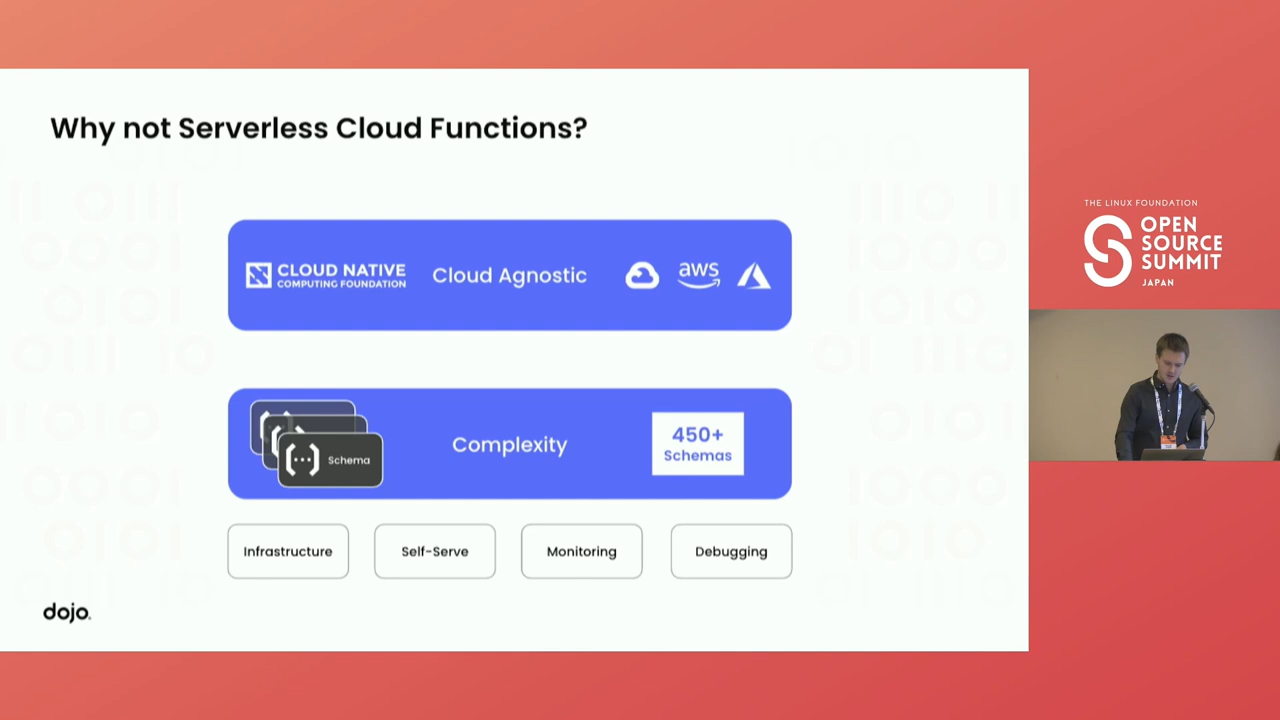 Why not Serverless Cloud Functions?
CLOUD NATIVE
COMPUTING FOUNDATION
Cloud Agnostic
aws
Schema
Complexity
450+
Schemas
Infrastructure
Self-Serve
Monitoring
Debugging
dojo.
THE LINUX FOUNDATION
OPEN
SOURCE
SUMMIT
JAPAN